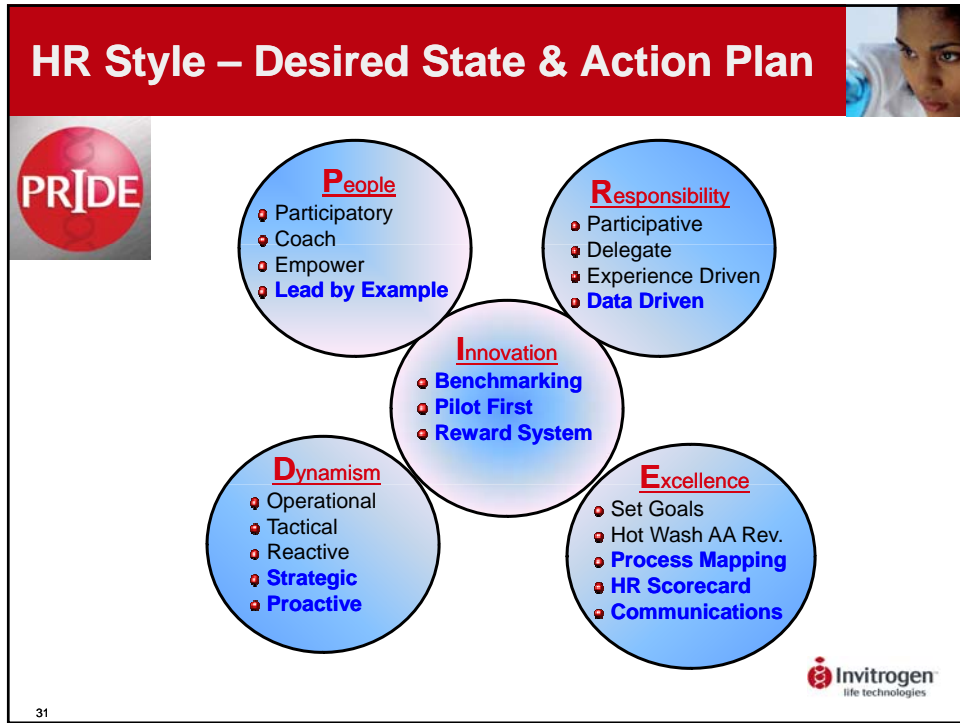 HR Style – Desired State & Action Plan
PRIDE
People
Participatory
Coach
Empower
Lead by Example
Responsibility
Participative
Delegate
Experience Driven
Data Driven
Innovation
Benchmarking
Pilot First
Reward System
Dynamism
Operational
Tactical
Reactive
Strategic
Proactive
Excellence
Set Goals
Hot Wash AA Rev.
Process Mapping
HR Scorecard
Communications
Invitrogen
life technologies
31